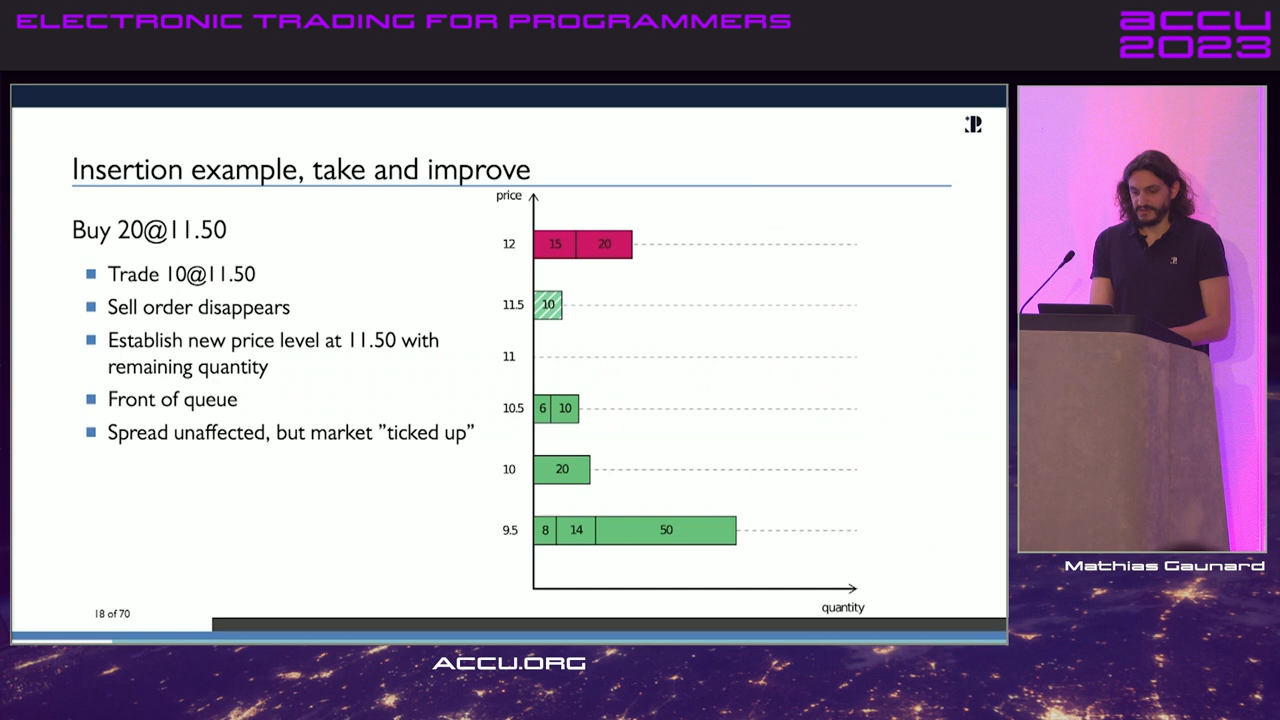 ELECTRONIC TRADING FOR PROGRAMMERS
accu
2023
Insertion example, take and improve
Buy 20@11.50
Trade 10@11.50
Sell order disappears
Establish new price level at 11.50 with
remaining quantity
Front of queue
Spread unaffected, but market ”ticked up”
price
12
15
20
11.5
10
11
10.5
6
10
10
20
9.5
8
14
50
quantity
18 of 70
Mathias Gaunard
ACCU.ORG